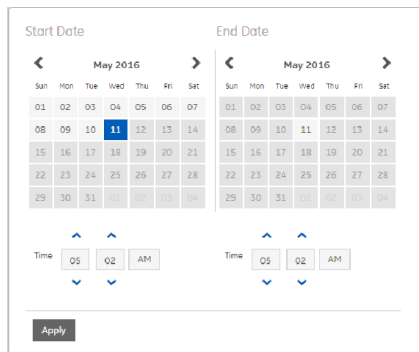 Start Date
May 2016
Sun Mon Tue Wed Thu Fri Sat
01 02 03 04 05 06 07
08 09 10 11 12 13 14
15 16 17 18 19 20 21
22 23 24 25 26 27 28
29 30 31 01 02 03 04
Time 05 02 AM
End Date
May 2016
Sun Mon Tue Wed Thu Fri Sat
01 02 03 04 05 06 07
08 09 10 11 12 13 14
15 16 17 18 19 20 21
22 23 24 25 26 27 28
29 30 31 01 02 03 04
Time 05 02 AM
Apply